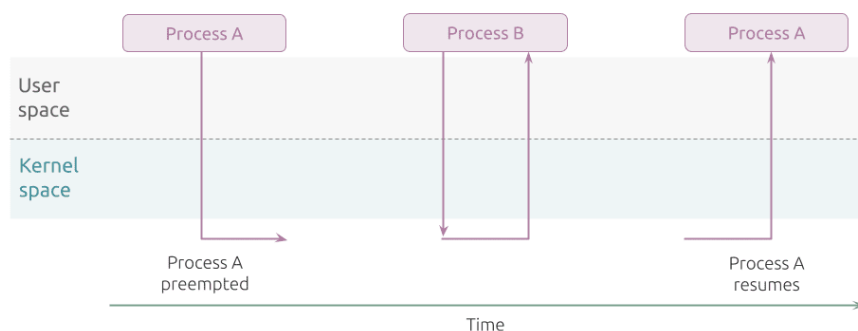 Process A
Process B
Process A
User
space
Kernel
space
Process A
preempted
Process A
resumes
Time